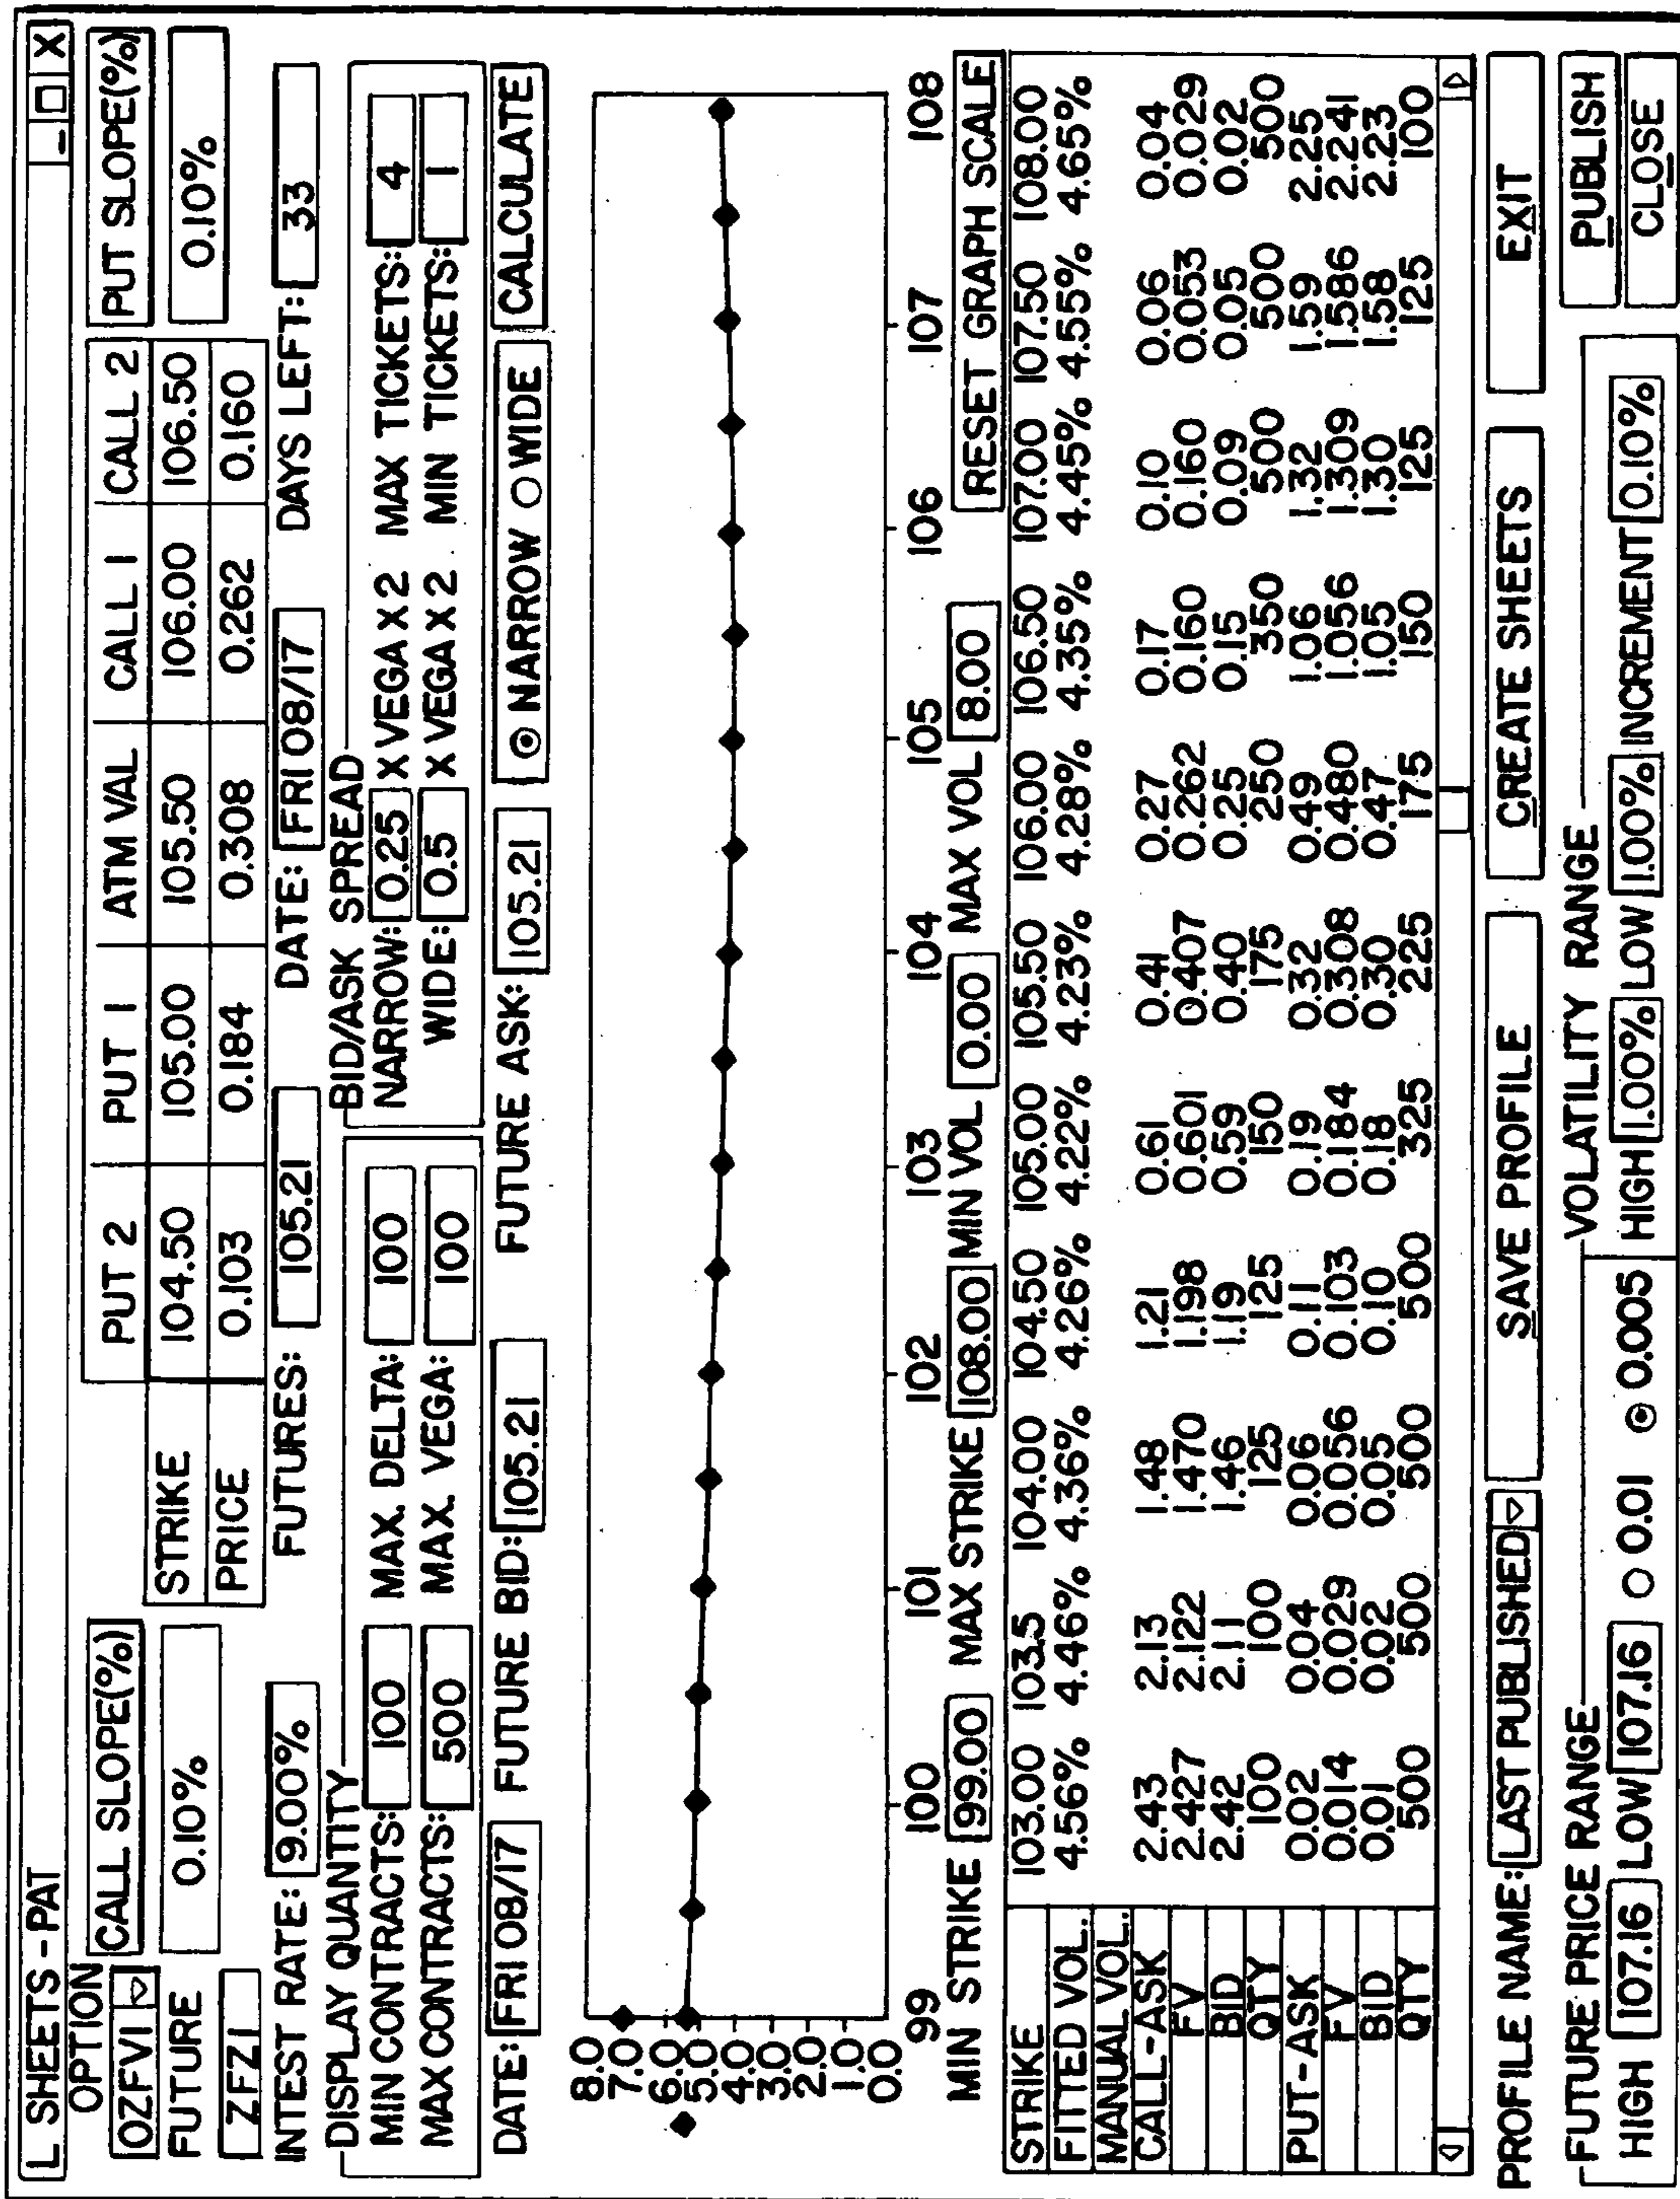 L SHEETS - PAT _ □ X
OPTION CALL SLOPE(%) PUT 2 PUT 1 ATM VAL CALL 1 CALL 2 PUT SLOPE(%)
OZFV1 0.10% STRIKE 104.50 105.00 105.50 106.00 106.50 0.10%
FUTURE PRICE 0.103 0.184 0.308 0.262 0.160
ZFZ1
INTEST RATE: 9.00% FUTURES: 105.21 DATE: FRI 08/17 DAYS LEFT: 33
DISPLAY QUANTITY BID/ASK SPREAD
MIN CONTRACTS: 100 MAX. DELTA: 100 NARROW: 0.25 X VEGA X 2 MAX TICKETS: 4
MAX CONTRACTS: 500 MAX. VEGA: 100 WIDE: 0.5 X VEGA X 2 MIN TICKETS: 1
DATE: FRI 08/17 FUTURE BID: 105.21 FUTURE ASK: 105.21 NARROW WIDE CALCULATE
8.0
7.0
6.0
5.0
4.0
3.0
2.0
1.0
0.0
99 100 101 102 103 104 105 106 107 108
MIN STRIKE 99.00 MAX STRIKE 108.00 MIN VOL 0.00 MAX VOL 8.00 RESET GRAPH SCALE
STRIKE 103.00 103.5 104.00 104.50 105.00 105.50 106.00 106.50 107.00 107.50 108.00
FITTED VOL. 4.56% 4.46% 4.36% 4.26% 4.22% 4.23% 4.28% 4.35% 4.45% 4.55% 4.65%
MANUAL VOL.
CALL-ASK 2.43 2.13 1.48 1.21 0.61 0.41 0.27 0.17 0.10 0.06 0.04
FV 2.427 2.122 1.470 1.198 0.601 0.407 0.262 0.160 0.160 0.053 0.029
BID 2.42 2.11 1.46 1.19 0.59 0.40 0.25 0.15 0.09 0.05 0.02
QTY 100 100 125 125 150 175 250 350 500 500 500
PUT-ASK 0.02 0.04 0.06 0.11 0.19 0.32 0.49 1.06 1.32 1.59 2.25
FV 0.014 0.029 0.056 0.103 0.184 0.308 0.480 1.056 1.309 1.586 2.241
BID 0.01 0.02 0.05 0.10 0.18 0.30 0.47 1.05 1.30 1.58 2.23
QTY 500 500 500 500 325 225 175 150 125 125 100
PROFILE NAME: LAST PUBLISHED SAVE PROFILE CREATE SHEETS EXIT
FUTURE PRICE RANGE VOLATILITY RANGE PUBLISH
HIGH 107.16 LOW 107.16 0.01 0.005 HIGH 1.00% LOW 1.00% INCREMENT 0.10% CLOSE